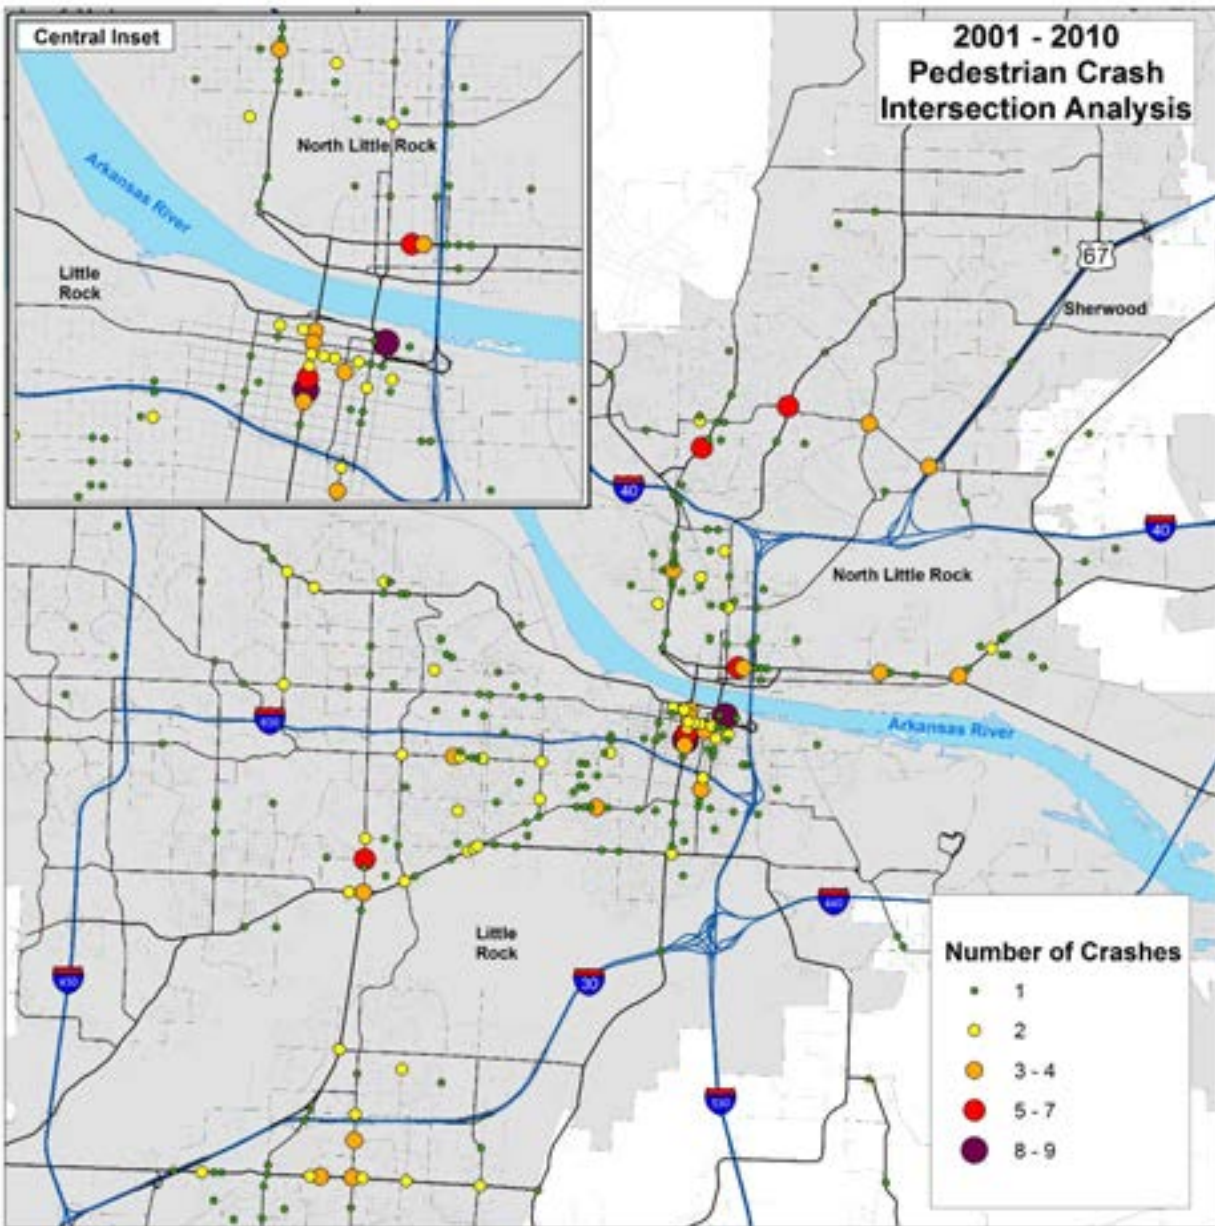 Central Inset
2001 - 2010
Pedestrian Crash
Intersection Analysis
North Little Rock
Arkansas River
Little
Rock
67
Sherwood
40
40
North Little Rock
630
Arkansas River
Little
Rock
440
30
430
530
Number of Crashes
1
2
3 - 4
5 - 7
8 - 9